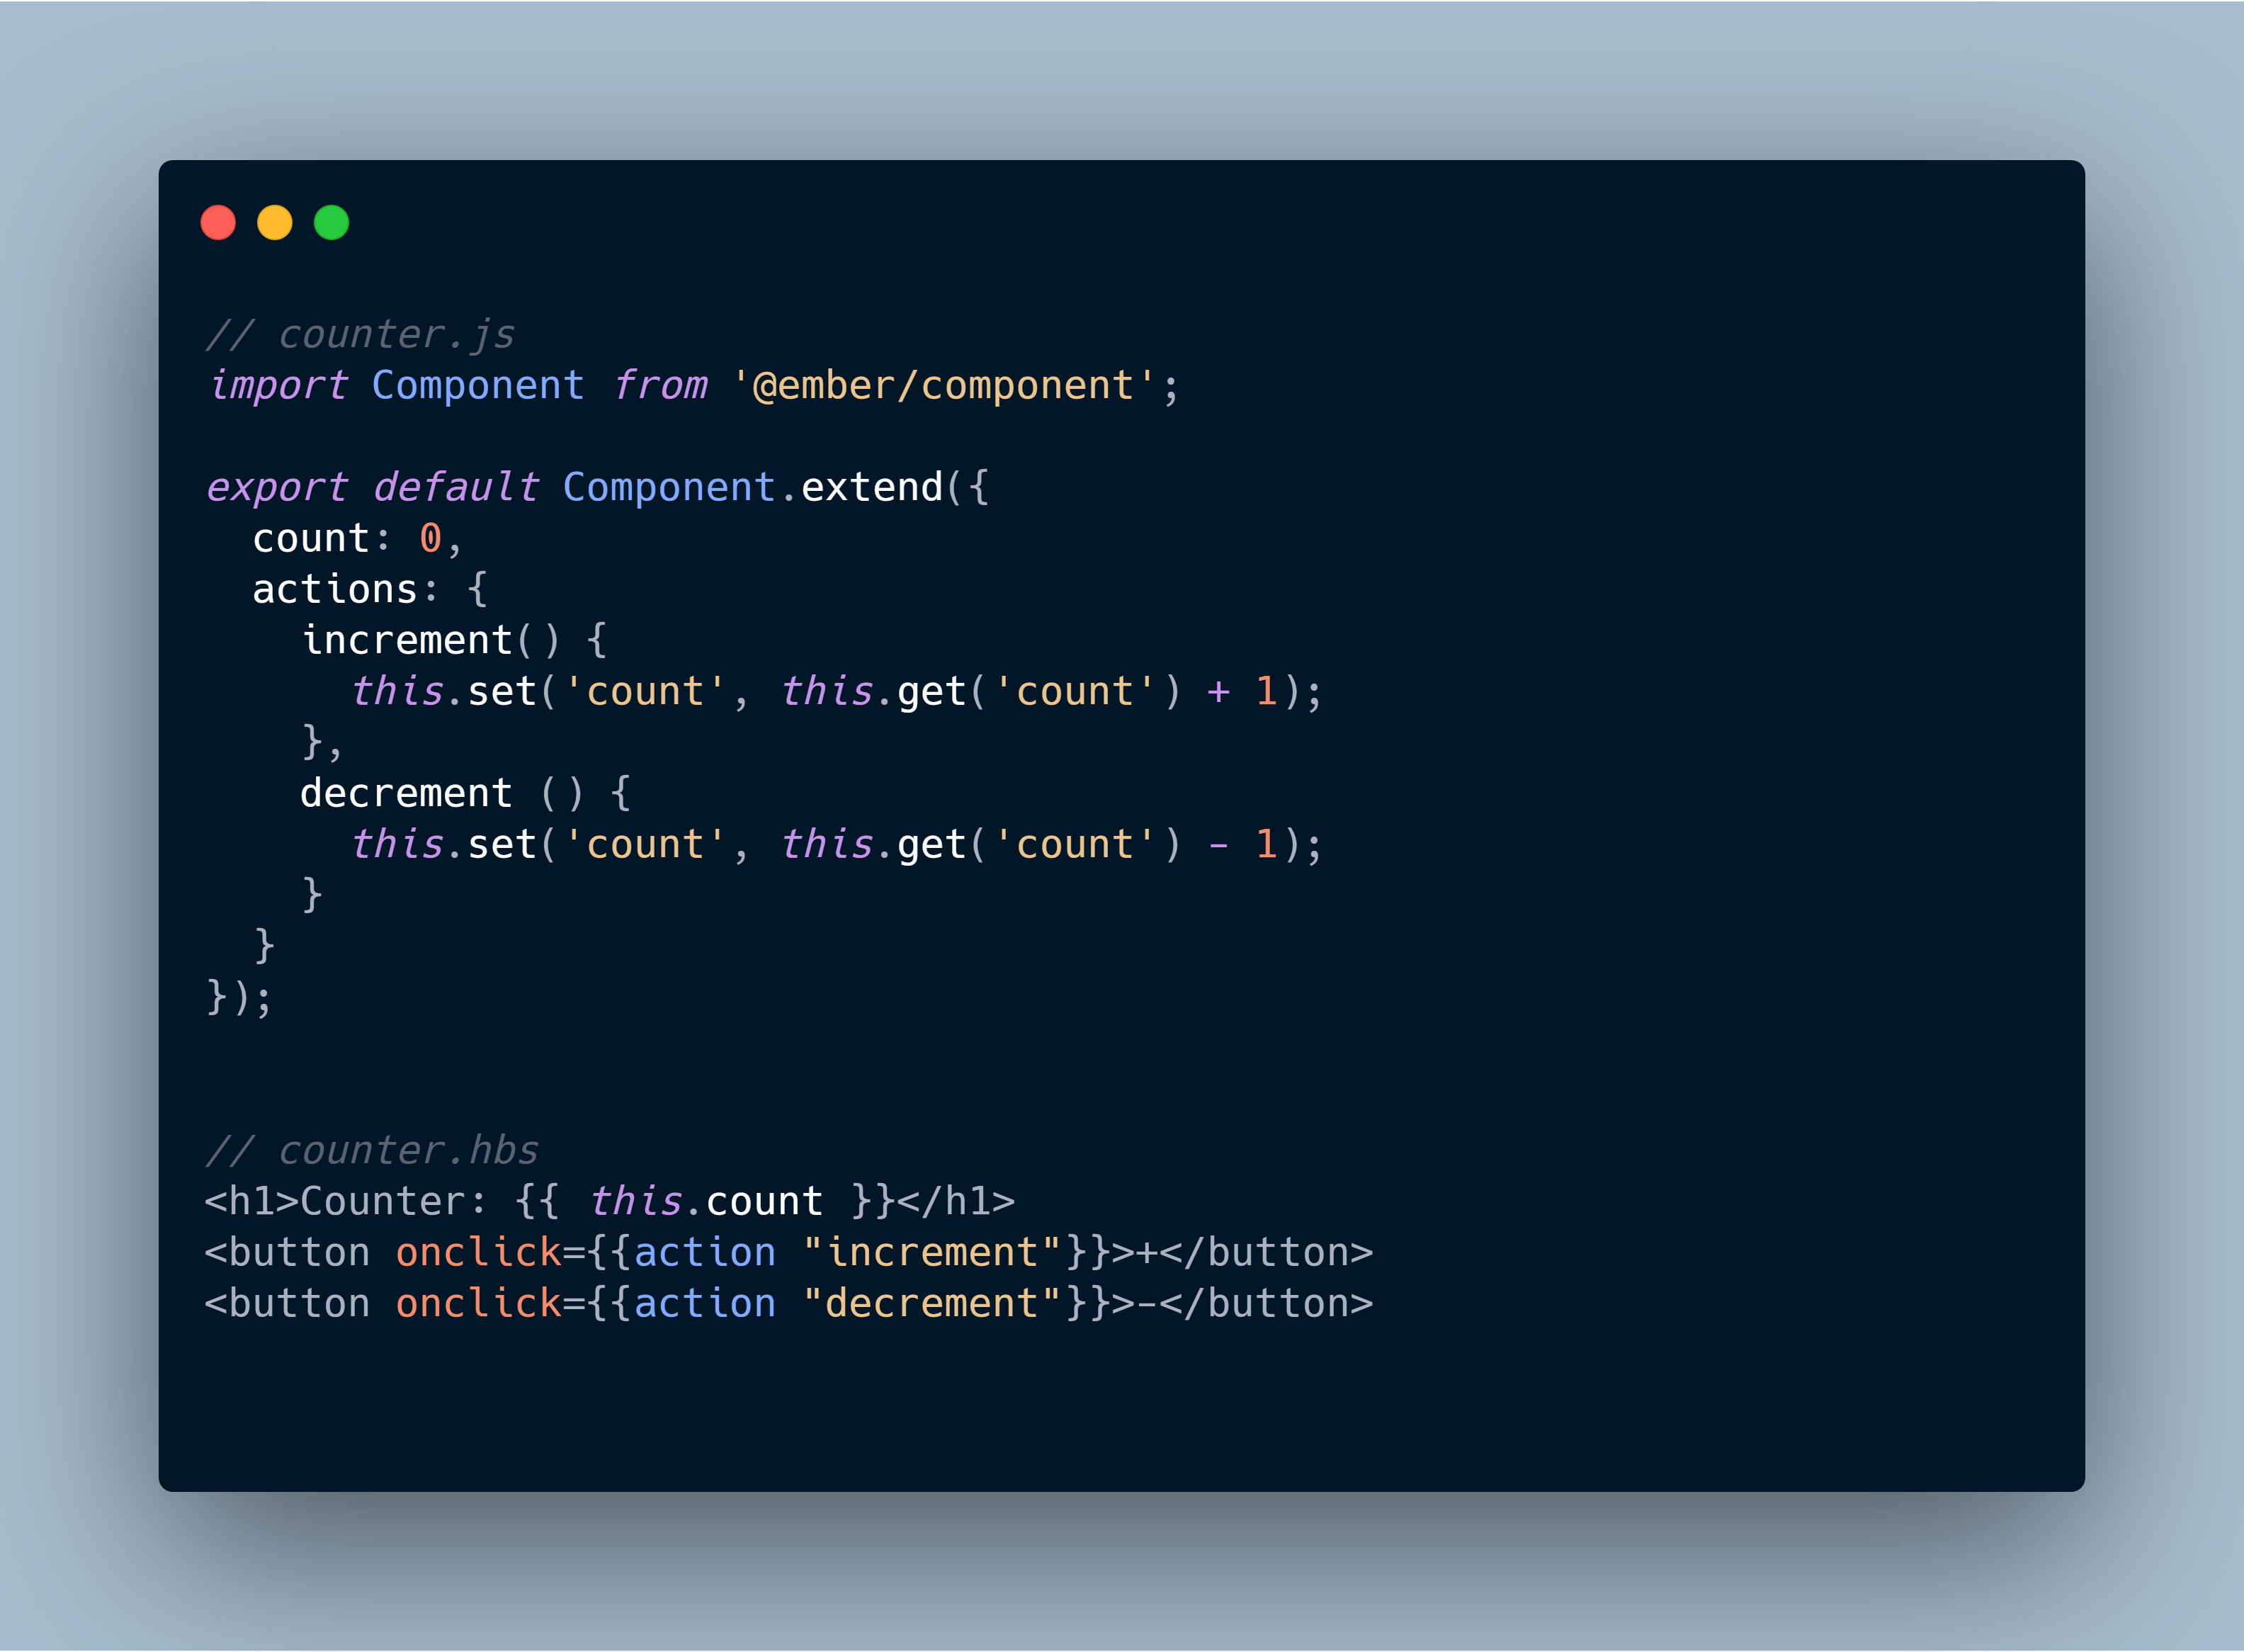 // counter.js
import Component from '@ember/component';

export default Component.extend({
  count: 0,
  actions: {
    increment() {
      this.set('count', this.get('count') + 1);
    },
    decrement () {
      this.set('count', this.get('count') - 1);
    }
  }
});


// counter.hbs
<h1>Counter: {{ this.count }}</h1>
<button onclick={{action "increment"}}>+</button>
<button onclick={{action "decrement"}}>-</button>